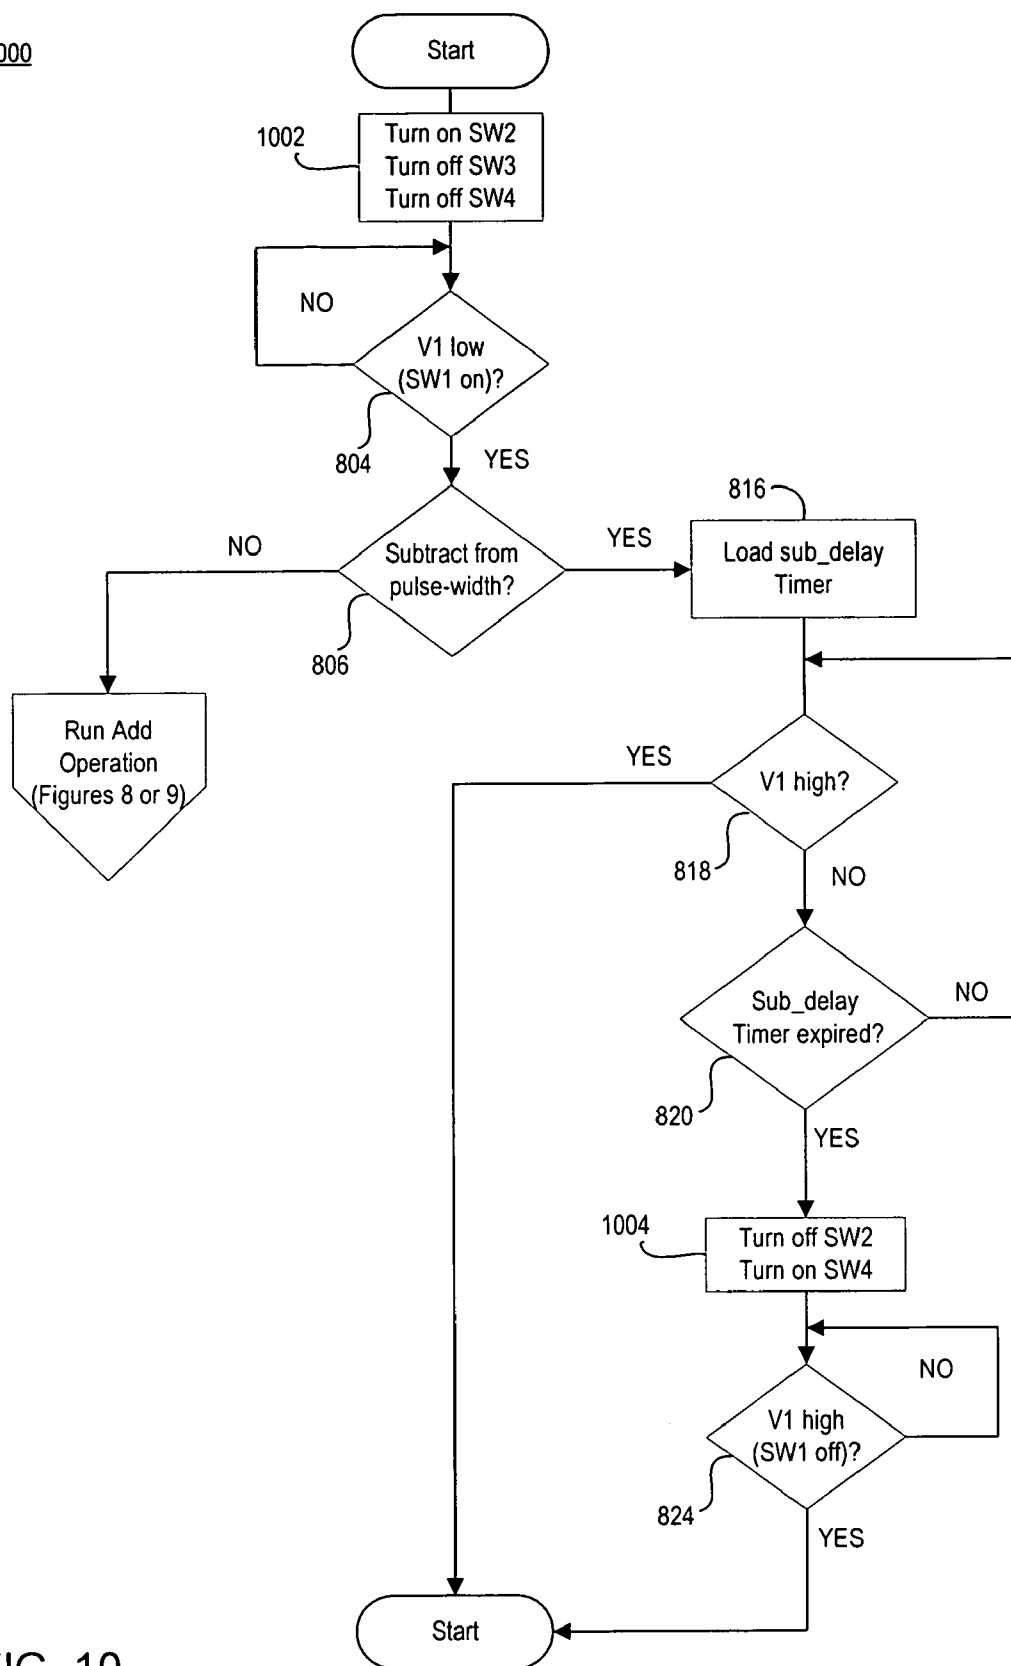 000
Start
1002
Turn on SW2
Turn off SW3
Turn off SW4
NO
V1 low
(SW1 on)?
804
YES
816
NO
Subtract from
pulse-width?
YES
Load sub_delay
Timer
806
Run Add
Operation
(Figures 8 or 9)
YES
V1 high?
818
NO
Sub_delay
Timer expired?
NO
820
YES
1004
Turn off SW2
Turn on SW4
NO
V1 high
(SW1 off)?
824
YES
Start